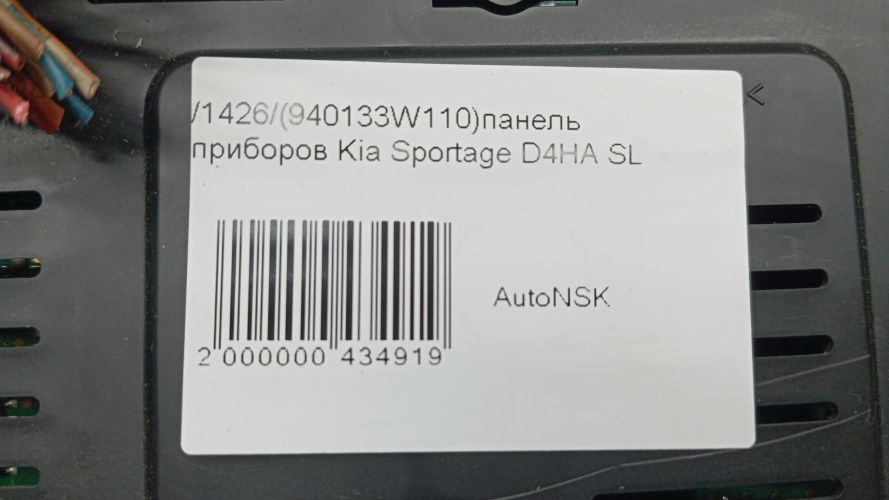 /1426/(940133W110)панель
приборов Kia Sportage D4HA SL
AutoNSK
2 000000 434919